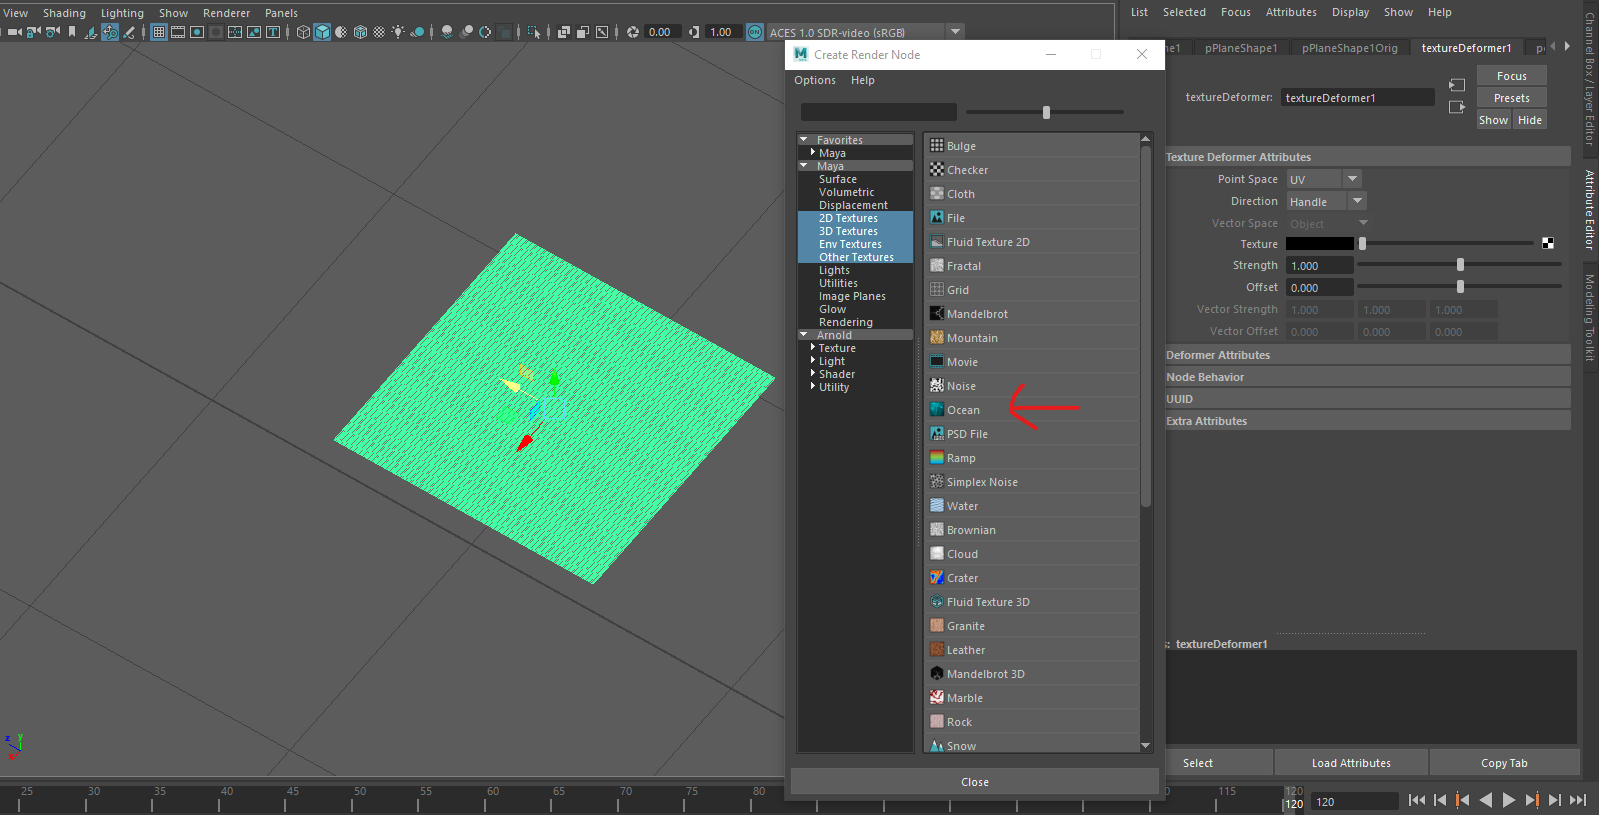 View Shading Lighting Show Renderer Panels
0.00 1.00 ON ACES 1.0 SDR-video (sRGB)
List Selected Focus Attributes Display Show Help
pPlaneShape1 pPlaneShape1Orig textureDeformer1
textureDeformer: textureDeformer1
Focus
Presets
Show Hide
Texture Deformer Attributes
Point Space UV
Direction Handle
Vector Space Object
Texture
Strength 1.000
Offset 0.000
Vector Strength 1.000 1.000 1.000
Vector Offset 0.000 0.000 0.000
Deformer Attributes
Node Behavior
UUID
Extra Attributes
textureDeformer1
Select Load Attributes Copy Tab
Channel Box / Layer Editor
Attribute Editor
Modeling Toolkit
M Create Render Node
Options Help
Favorites
Maya
Maya
Surface
Volumetric
Displacement
2D Textures
3D Textures
Env Textures
Other Textures
Lights
Utilities
Image Planes
Glow
Rendering
Arnold
Texture
Light
Shader
Utility
Bulge
Checker
Cloth
File
Fluid Texture 2D
Fractal
Grid
Mandelbrot
Mountain
Movie
Noise
Ocean
PSD File
Ramp
Simplex Noise
Water
Brownian
Cloud
Crater
Fluid Texture 3D
Granite
Leather
Mandelbrot 3D
Marble
Rock
Snow
Close
z y
x
25 30 35 40 45 50 55 60 65 70 75 80 115 120
120 120